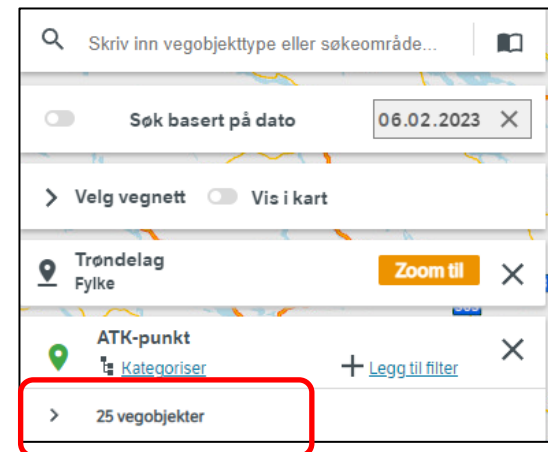 Skriv inn vegobjekttype eller søkeområde...
Søk basert på dato 06.02.2023
Velg vegnett Vis i kart
Trøndelag Zoom til
Fylke
ATK-punkt
Kategoriser Legg til filter
25 vegobjekter